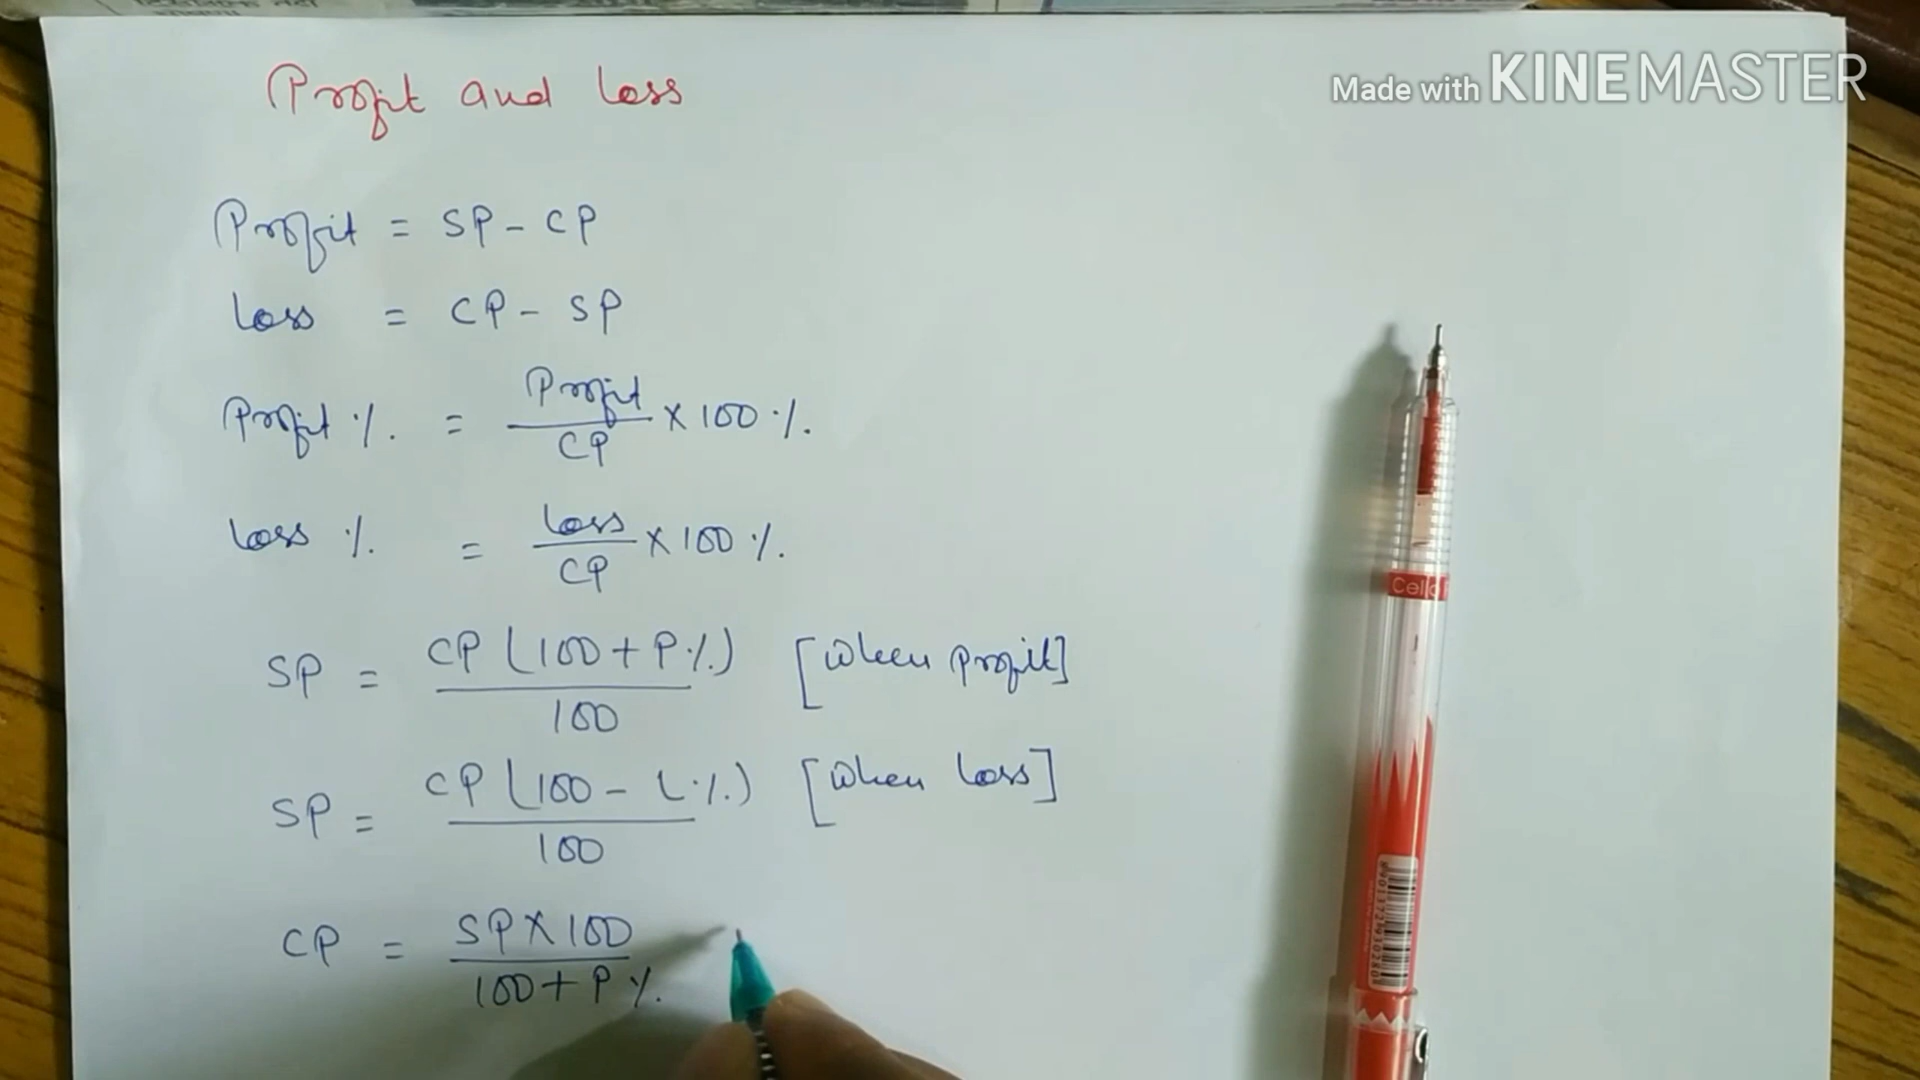 Made with KINEMASTER
Profit and loss
Profit = SP - CP
loss = CP - SP
Profit % = Profit/CP × 100 %
loss % = loss/CP × 100 %
SP = CP (100 + P%)/100 [when profit]
SP = CP (100 - L%)/100 [when loss]
CP = SP × 100/100 + P%
Cello